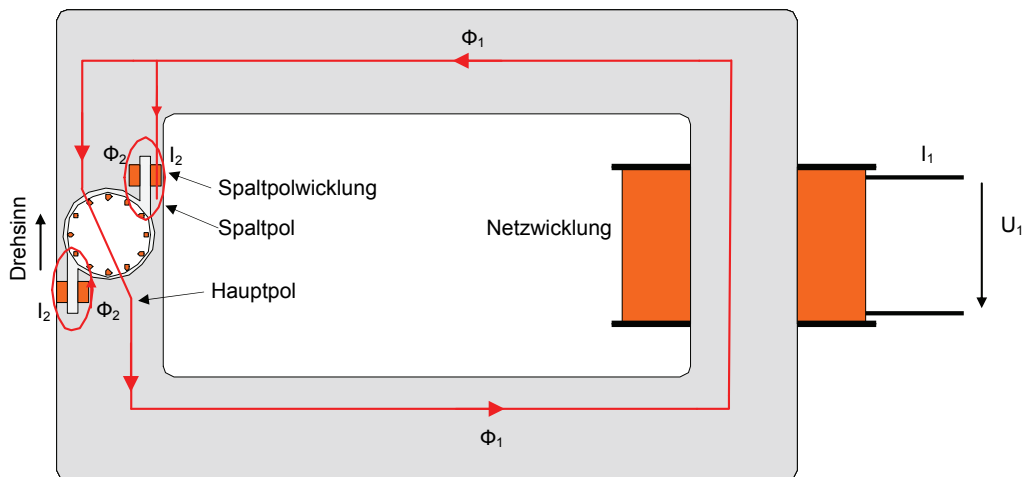 Φ₁
Φ₂
I₂
I₁
Spaltpolwicklung
Spaltpol
Netzwicklung
U₁
Drehsinn
Hauptpol
I₂
Φ₂
Φ₁